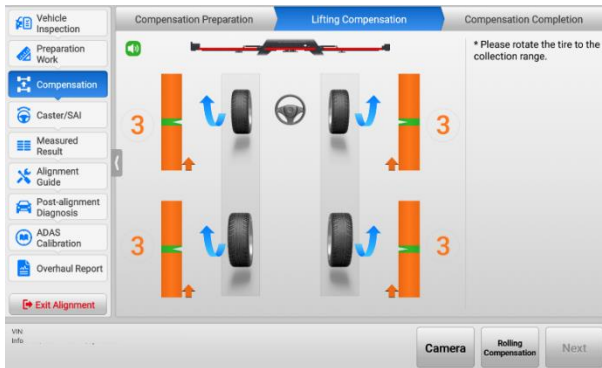 Vehicle
Inspection
Compensation Preparation
Lifting Compensation
Compensation Completion
Preparation
Work
* Please rotate the tire to the
collection range.
Compensation
Caster/SAI
3
3
Measured
Result
Alignment
Guide
Post-alignment
Diagnosis
ADAS
Calibration
3
3
Overhaul Report
Exit Alignment
VIN
Info
Camera
Rolling
Compensation
Next